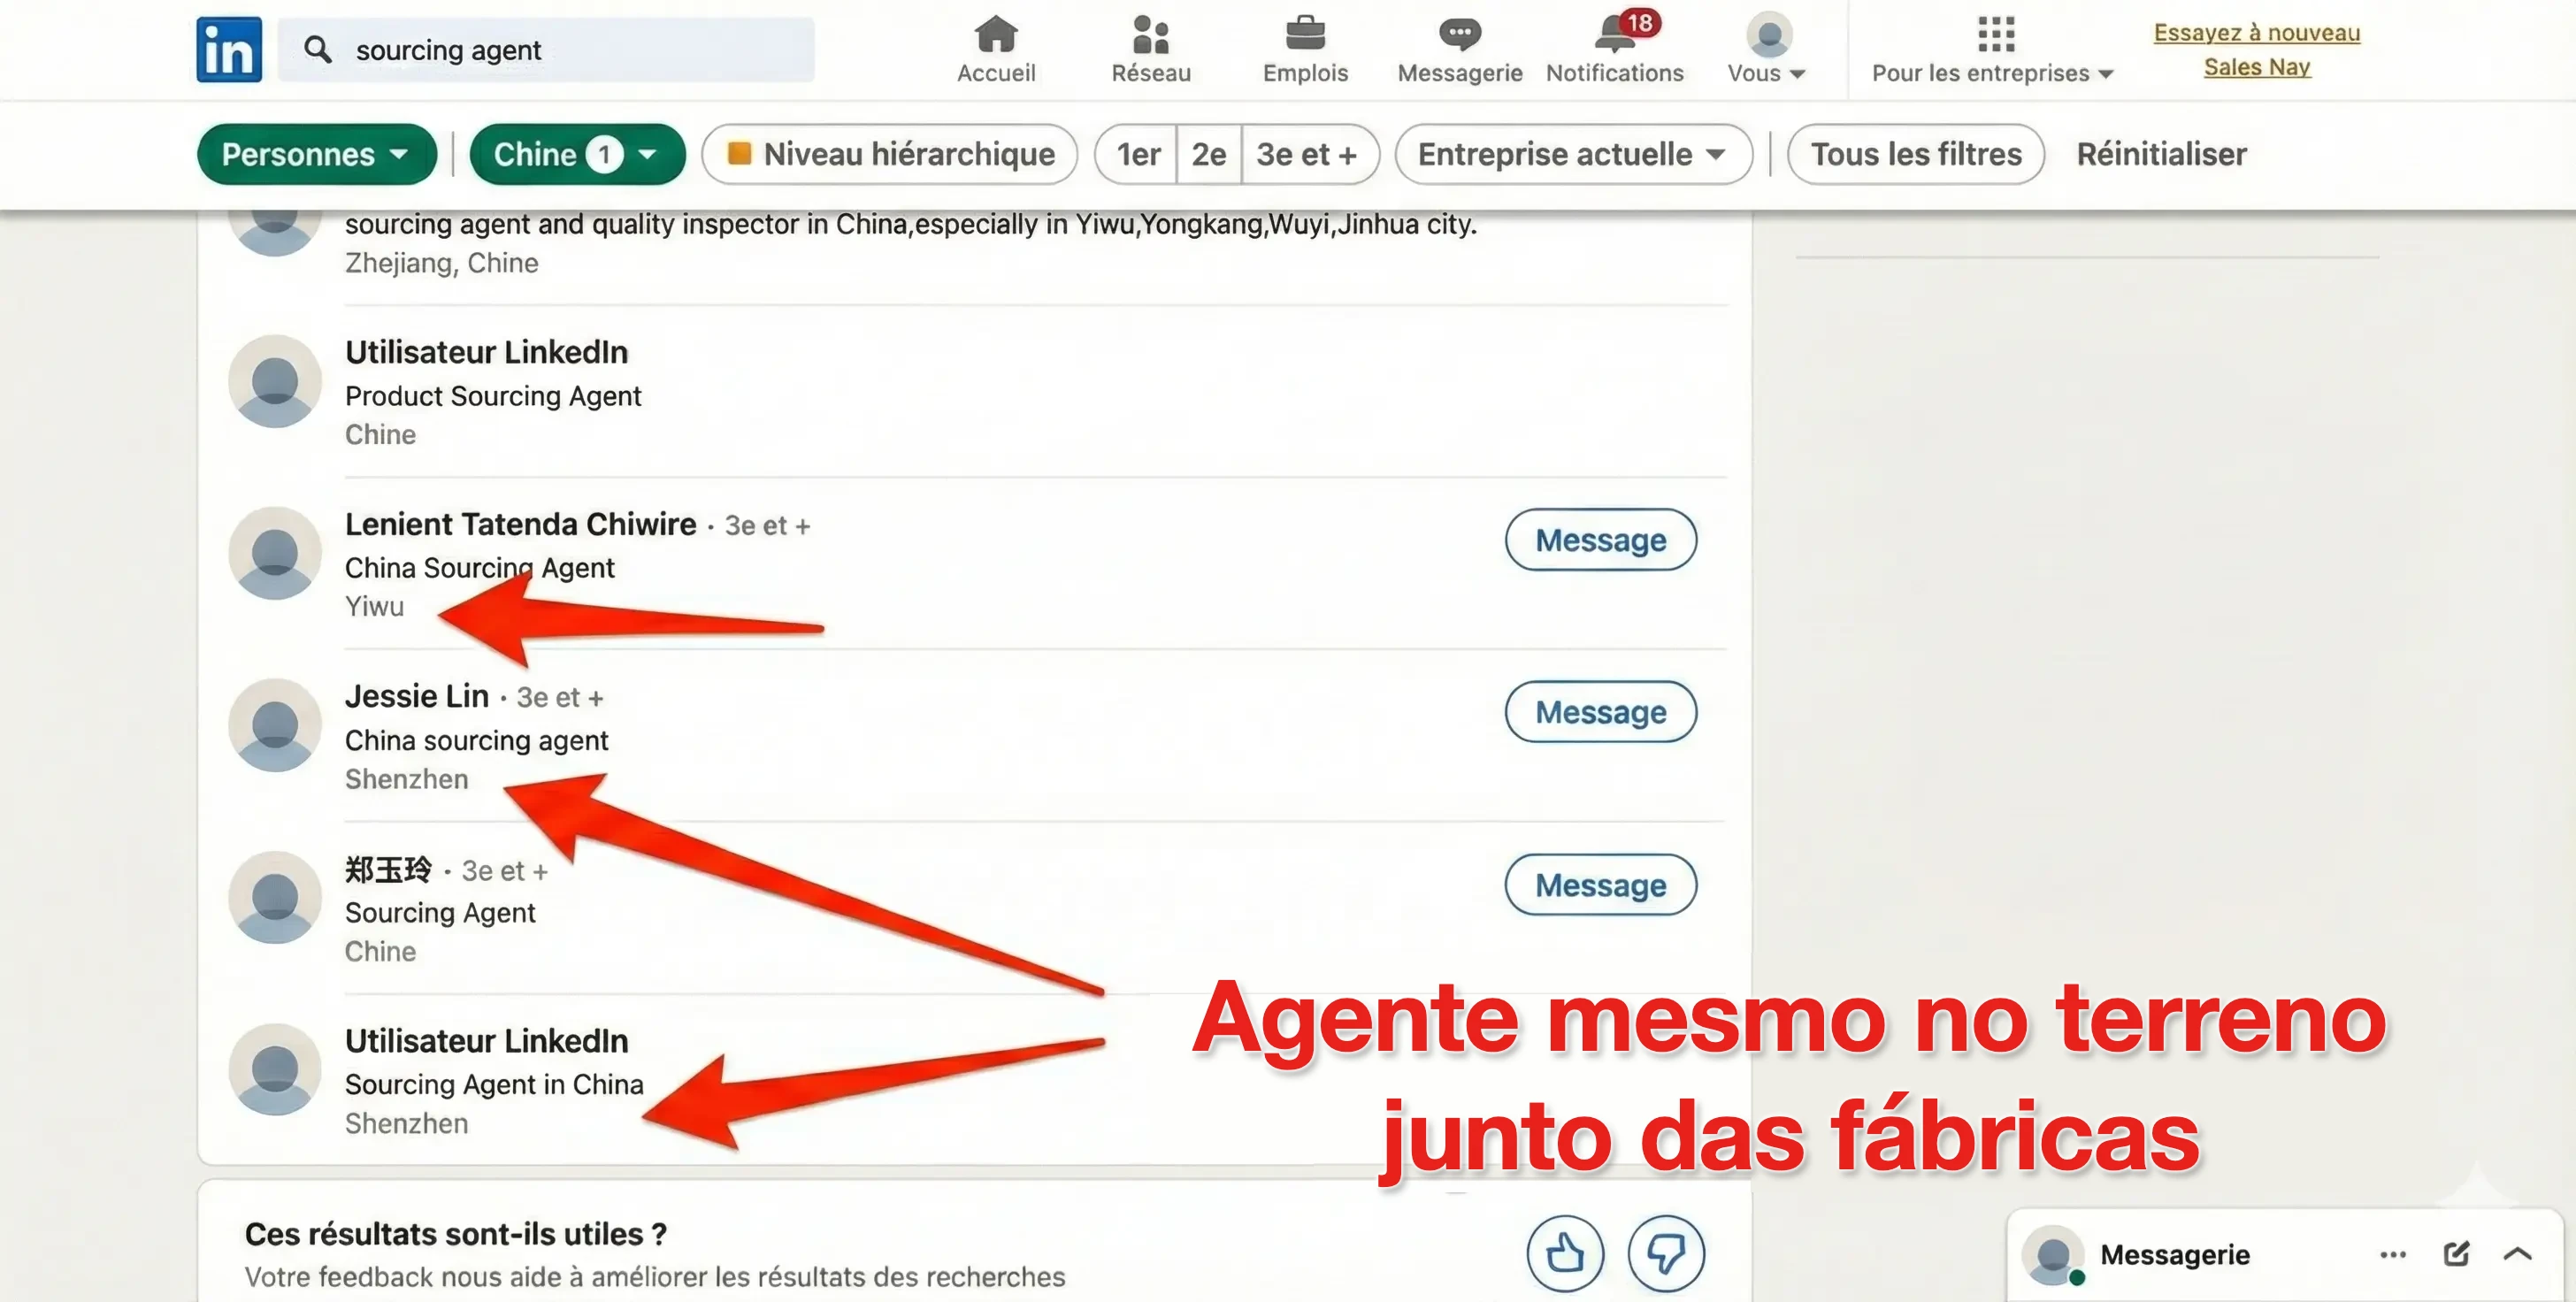 in
sourcing agent
Accueil
Réseau
Emplois
Messagerie
18
Notifications
Vous
Pour les entreprises
Essayez à nouveau
Sales Nay
Personnes
Chine 1
Niveau hiérarchique
1er
2e
3e et +
Entreprise actuelle
Tous les filtres
Réinitialiser
sourcing agent and quality inspector in China,especially in Yiwu,Yongkang,Wuyi,Jinhua city.
Zhejiang, Chine
Utilisateur LinkedIn
Product Sourcing Agent
Chine
Lenient Tatenda Chiwire · 3e et +
Message
China Sourcing Agent
Yiwu
Jessie Lin · 3e et +
Message
China sourcing agent
Shenzhen
郑玉玲 · 3e et +
Message
Sourcing Agent
Chine
Utilisateur LinkedIn
Sourcing Agent in China
Shenzhen
Agente mesmo no terreno
junto das fábricas
Ces résultats sont-ils utiles ?
Votre feedback nous aide à améliorer les résultats des recherches
Messagerie